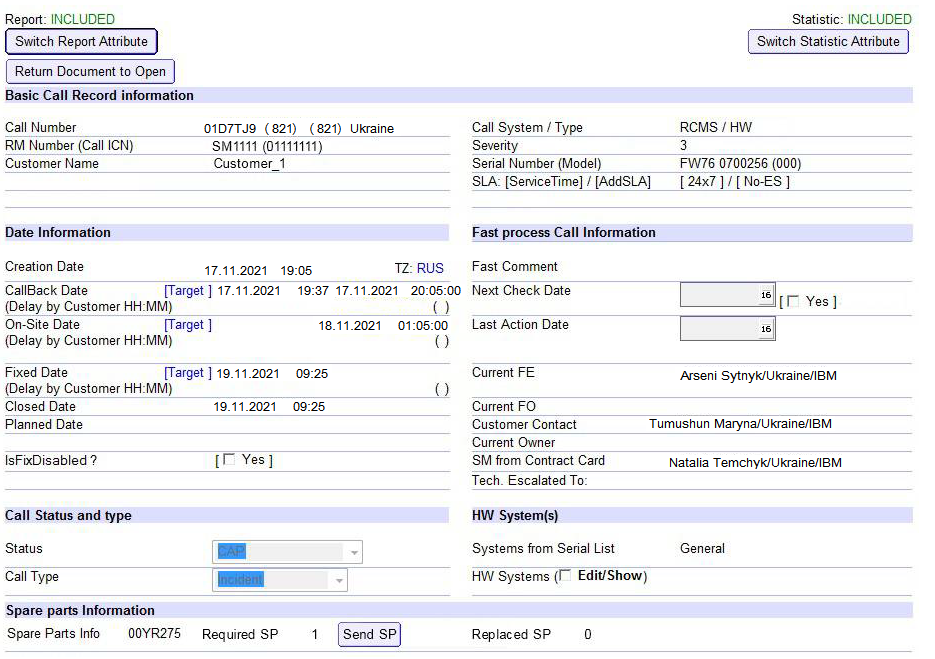 Report: INCLUDED Statistic: INCLUDED
Switch Report Attribute Switch Statistic Attribute
Return Document to Open
Basic Call Record information
Call Number 01D7TJ9 (821) (821) Ukraine Call System / Type RCMS / HW
RM Number (Call ICN) SM1111 (01111111) Severity 3
Customer Name Customer_1 Serial Number (Model) FW76 0700256 (000)
SLA: [ServiceTime] / [AddSLA] [ 24x7 ] / [ No-ES ]
Date Information Fast process Call Information
Creation Date 17.11.2021 19:05 TZ: RUS Fast Comment
CallBack Date [Target ] 17.11.2021 19:37 17.11.2021 20:05:00 Next Check Date 16 [ Yes ]
(Delay by Customer HH:MM) ( )
On-Site Date [Target ] 18.11.2021 01:05:00 Last Action Date 16
(Delay by Customer HH:MM) ( )
Fixed Date [Target ] 19.11.2021 09:25 Current FE Arseni Sytnyk/Ukraine/IBM
(Delay by Customer HH:MM) ( )
Closed Date 19.11.2021 09:25 Current FO
Planned Date Customer Contact Tumushun Maryna/Ukraine/IBM
Current Owner
IsFixDisabled ? [ Yes ] SM from Contract Card Natalia Temchyk/Ukraine/IBM
Tech. Escalated To:
Call Status and type HW System(s)
Status CAP Systems from Serial List General
Call Type Incident HW Systems ( Edit/Show)
Spare parts Information
Spare Parts Info 00YR275 Required SP 1 Send SP Replaced SP 0